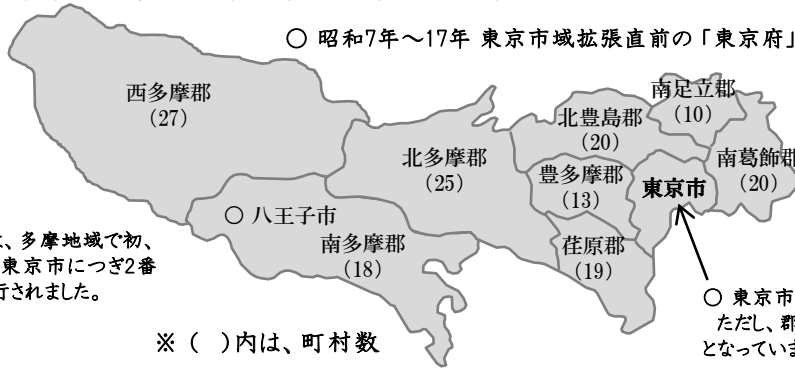 ○ 昭和7年～17年 東京市域拡張直前の「東京府」
西多摩郡
(27)
南足立郡
(10)
北豊島郡
(20)
北多摩郡
(25)
豊多摩郡
(13)
東京市
南葛飾郡
(20)
○ 八王子市
南多摩郡
(18)
荏原郡
(19)
、多摩地域で初、
東京市につぎ2番
行されました。
○ 東京市
ただし、郡
となっていま
※ (　)内は、町村数